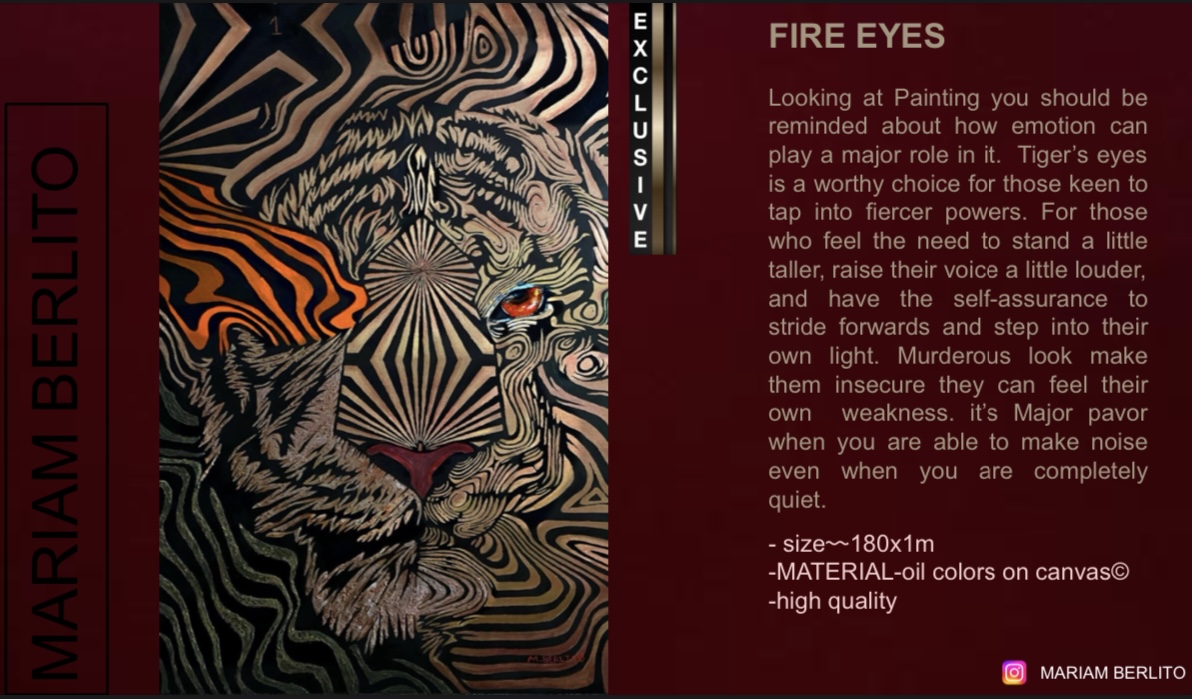 MARIAM BERLITO
EXCLUSIVE
FIRE EYES
Looking at Painting you should be
reminded about how emotion can
play a major role in it. Tiger's eyes
is a worthy choice for those keen to
tap into fiercer powers. For those
who feel the need to stand a little
taller, raise their voice a little louder,
and have the self-assurance to
stride forwards and step into their
own light. Murderous look make
them insecure they can feel their
own weakness. it's Major pavor
when you are able to make noise
even when you are completely
quiet.
- size~~180x1m
-MATERIAL-oil colors on canvas©
-high quality
MARIAM BERLITO